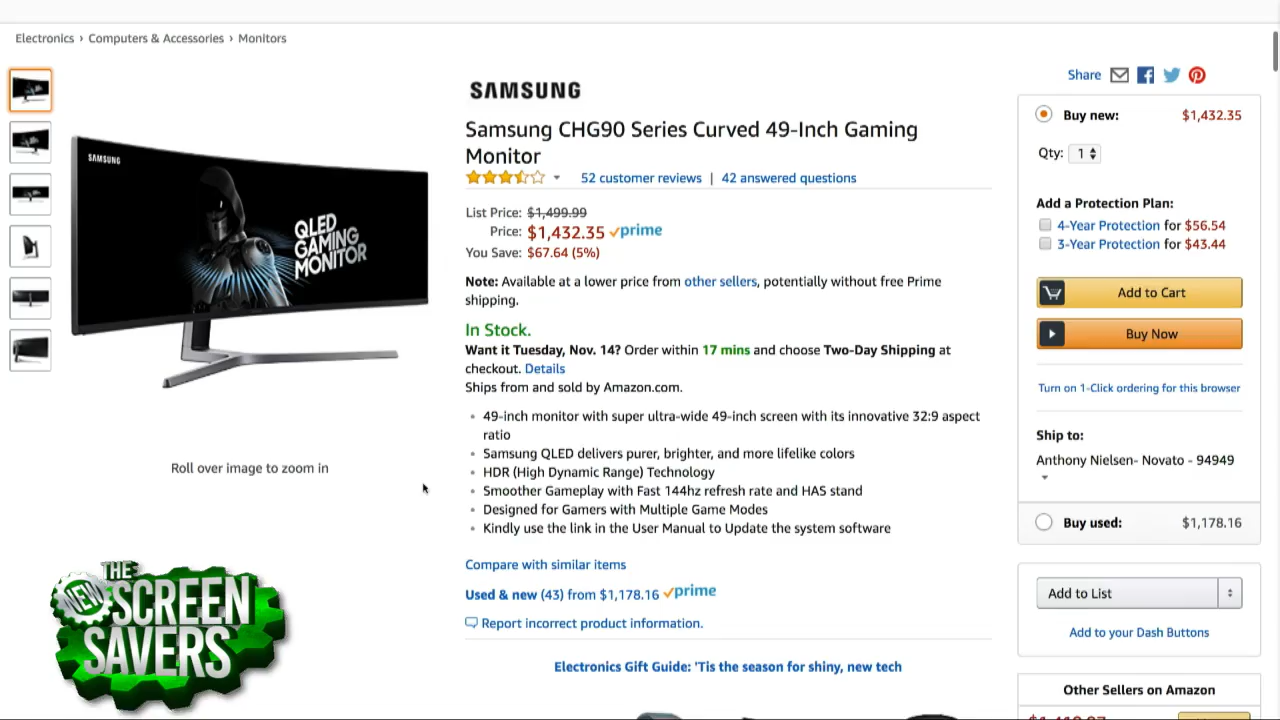 Electronics › Computers & Accessories › Monitors
SAMSUNG
QLED
GAMING
MONITOR
Roll over image to zoom in
THE
NEW
SCREEN
SAVERS
SAMSUNG
Samsung CHG90 Series Curved 49-Inch Gaming
Monitor
52 customer reviews | 42 answered questions
List Price: $1,499.99
Price: $1,432.35 prime
You Save: $67.64 (5%)
Note: Available at a lower price from other sellers, potentially without free Prime
shipping.
In Stock.
Want it Tuesday, Nov. 14? Order within 17 mins and choose Two-Day Shipping at
checkout. Details
Ships from and sold by Amazon.com.
• 49-inch monitor with super ultra-wide 49-inch screen with its innovative 32:9 aspect
ratio
• Samsung QLED delivers purer, brighter, and more lifelike colors
• HDR (High Dynamic Range) Technology
• Smoother Gameplay with Fast 144hz refresh rate and HAS stand
• Designed for Gamers with Multiple Game Modes
• Kindly use the link in the User Manual to Update the system software
Compare with similar items
Used & new (43) from $1,178.16 prime
Report incorrect product information.
Electronics Gift Guide: 'Tis the season for shiny, new tech
Share
Buy new: $1,432.35
Qty: 1
Add a Protection Plan:
4-Year Protection for $56.54
3-Year Protection for $43.44
Add to Cart
Buy Now
Turn on 1-Click ordering for this browser
Ship to:
Anthony Nielsen- Novato - 94949
Buy used: $1,178.16
Add to List
Add to your Dash Buttons
Other Sellers on Amazon